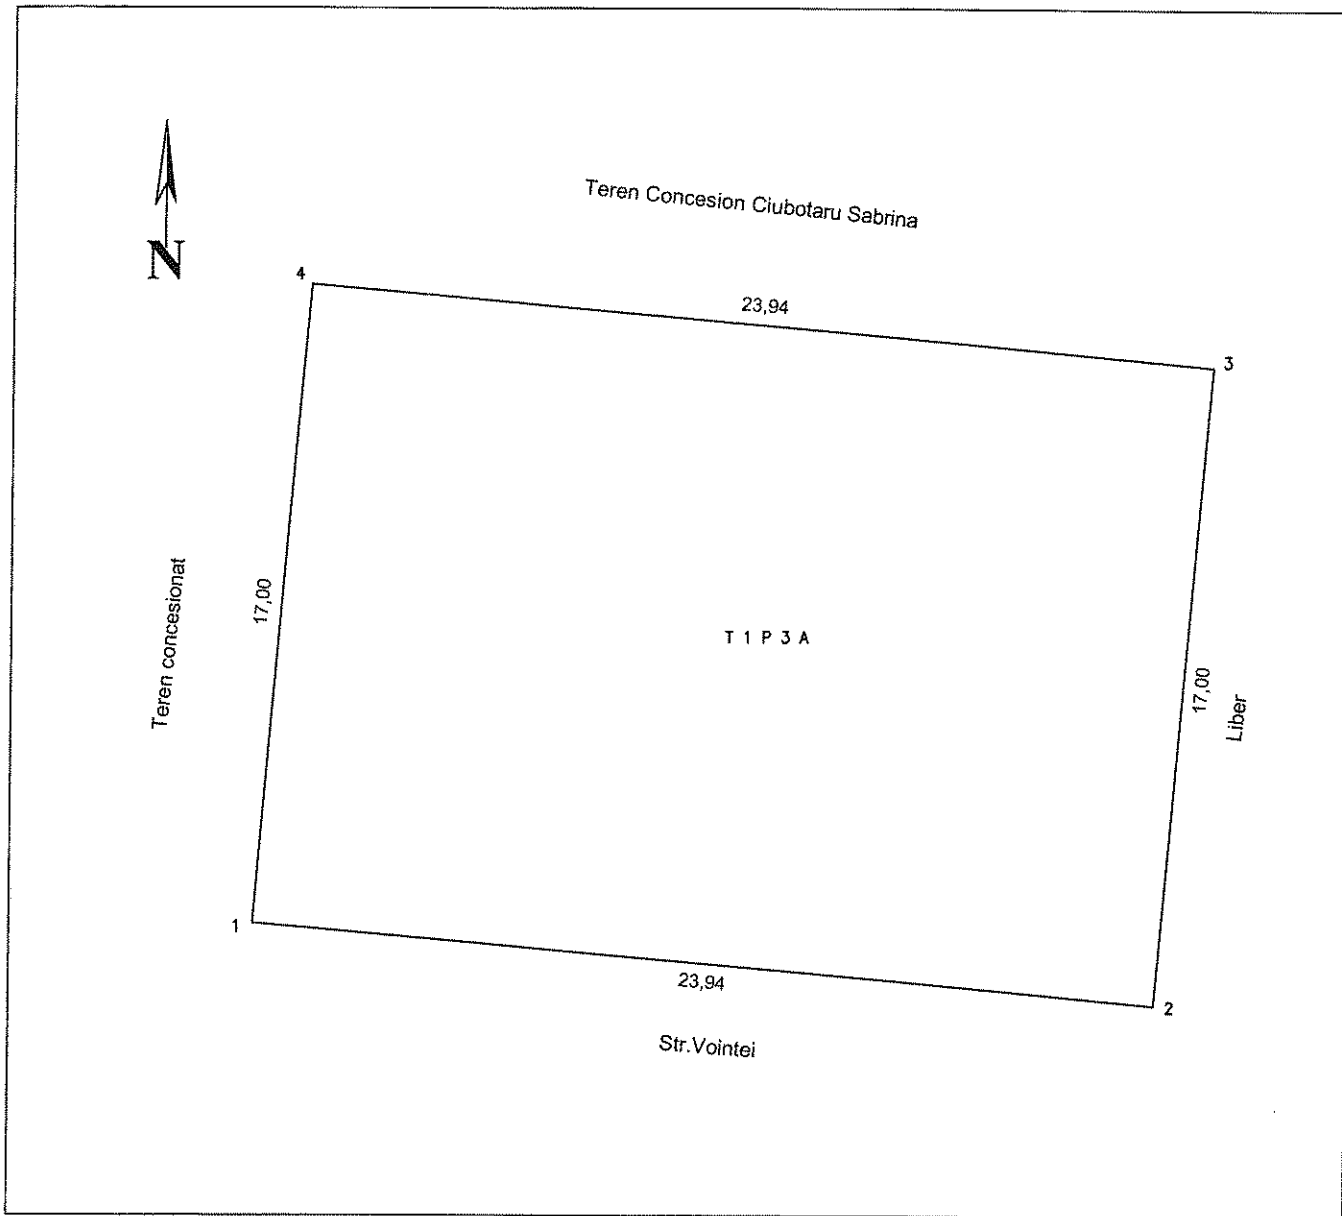 N
Teren Concesion Ciubotaru Sabrina
4
23,94
3
Teren concesionat
17,00
T 1 P 3 A
17,00
Liber
1
23,94
2
Str.Vointei